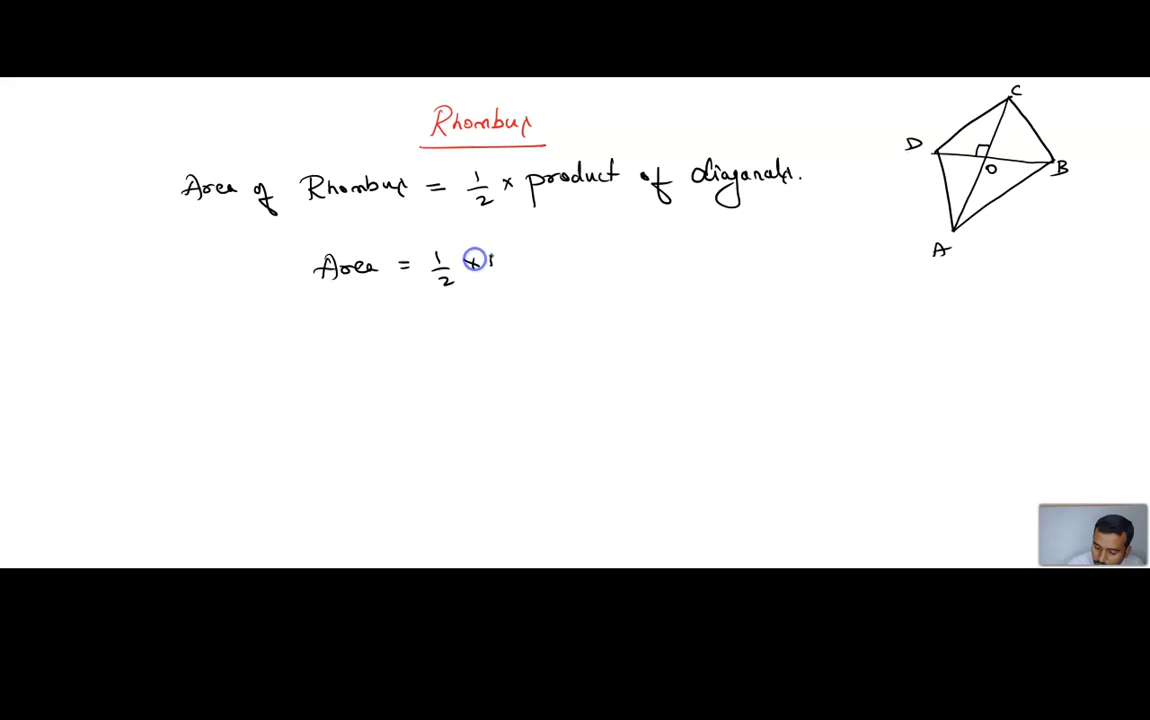 Rhombus
Area of Rhombus = 1/2 × product of diagonals.
Area = 1/2 ×
C
D
O
B
A